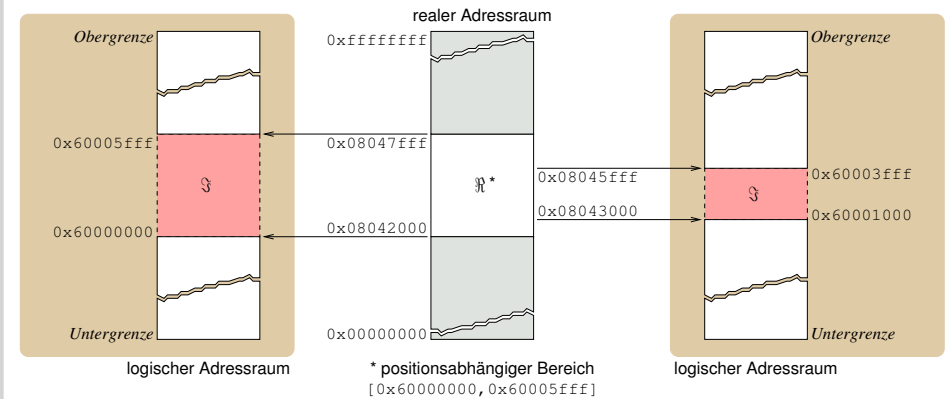 realer Adressraum
Obergrenze
0x60005fff
ℑ
0x60000000
Untergrenze
logischer Adressraum
0xffffffff
0x08047fff
ℜ *
0x08042000
0x00000000
* positionsabhängiger Bereich
[0x60000000,0x60005fff]
0x08045fff
0x08043000
Obergrenze
0x60003fff
ℑ
0x60001000
Untergrenze
logischer Adressraum